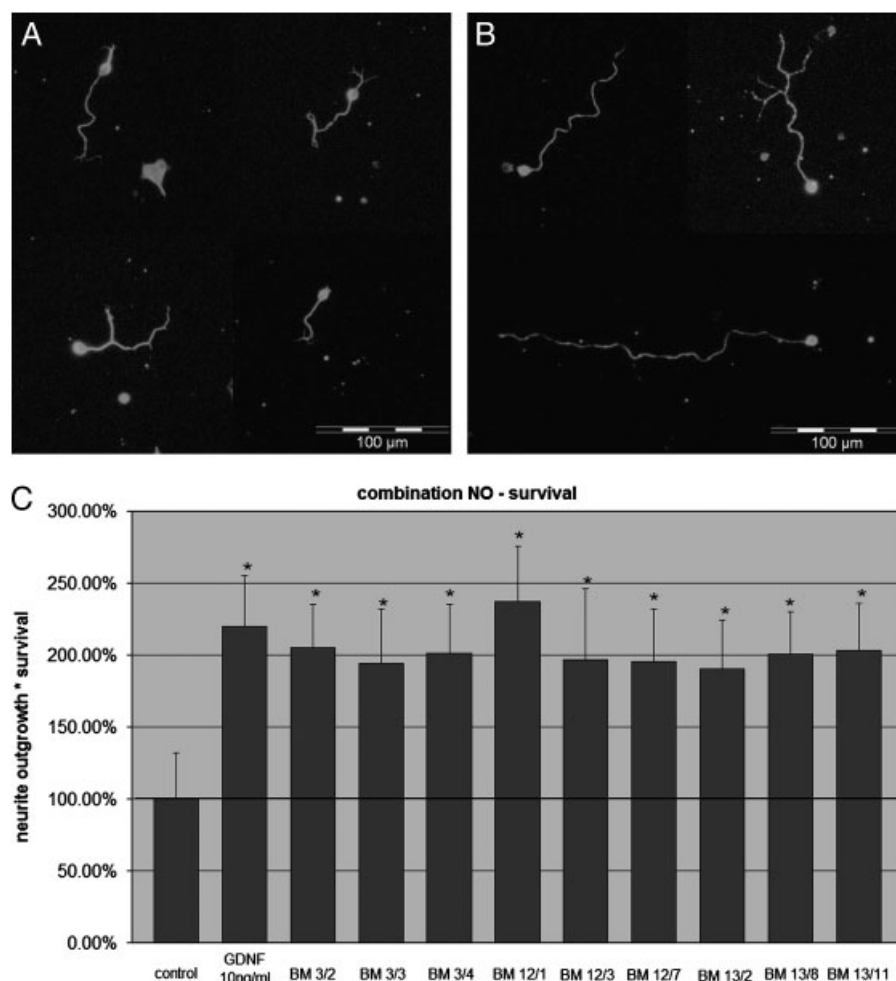 A
B
100 µm
100 µm
C
combination NO - survival
300.00%
250.00%
200.00%
150.00%
100.00%
50.00%
0.00%
neurite outgrowth * survival
* * * * * * * * * *
control
GDNF
10ng/ml
BM 3/2
BM 3/3
BM 3/4
BM 12/1
BM 12/3
BM 12/7
BM 13/2
BM 13/8
BM 13/11